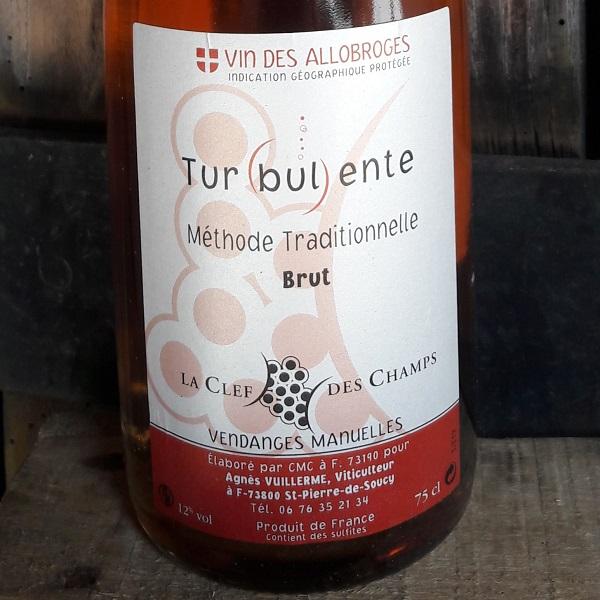 VIN DES ALLOBROGES
INDICATION GÉOGRAPHIQUE PROTÉGÉE
Tur(bul)ente
Méthode Traditionnelle
Brut
LA CLEF DES CHAMPS
VENDANGES MANUELLES
Élaboré par CMC à F. 73190 pour
Agnès VUILLERME, Viticulteur
à F-73800 St-Pierre-de-Soucy
Tél. 06 76 35 21 34
12% vol
75 cl
Produit de France
Contient des sulfites